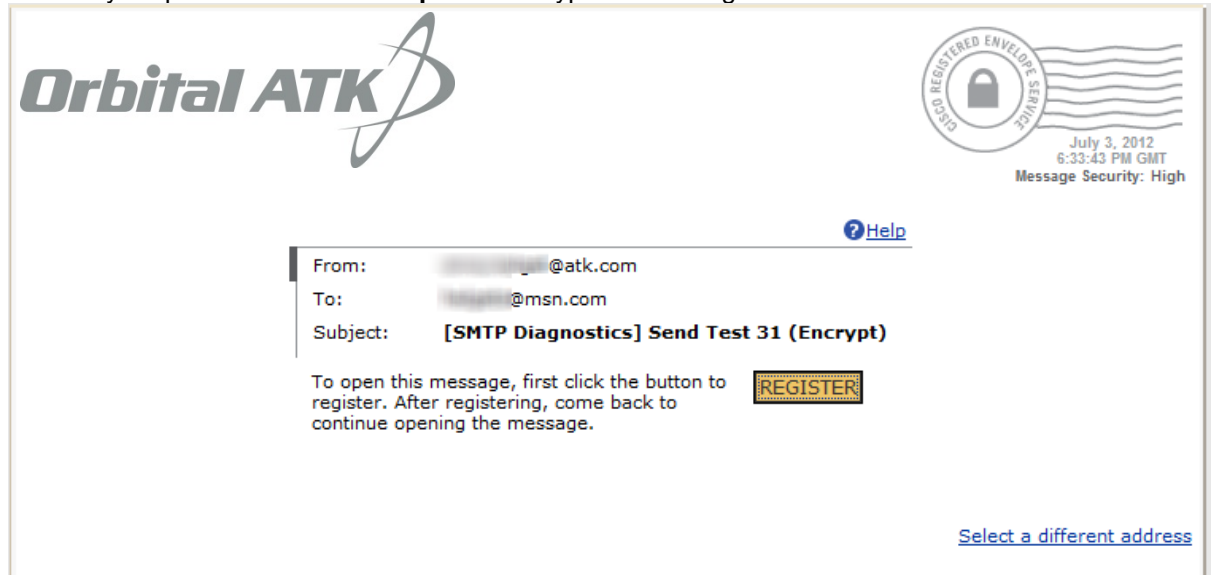 Orbital ATK
CISCO REGISTERED ENVELOPE SERVICE
July 3, 2012
6:33:43 PM GMT
Message Security: High
?Help
From: @atk.com
To: @msn.com
Subject: [SMTP Diagnostics] Send Test 31 (Encrypt)
To open this message, first click the button to
register. After registering, come back to
continue opening the message.
REGISTER
Select a different address